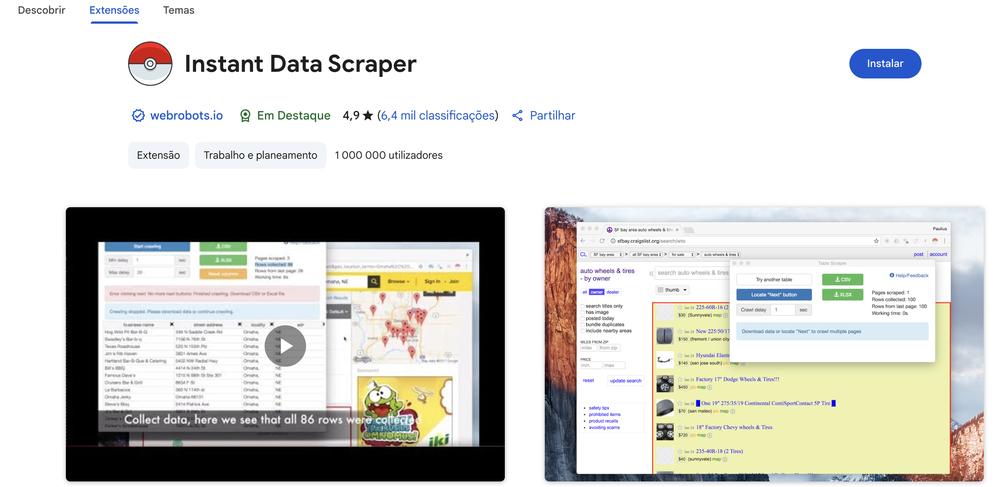 Descobrir Extensões Temas
Instant Data Scraper
Instalar
webrobots.io Em Destaque 4,9 ★ (6,4 mil classificações) Partilhar
Extensão Trabalho e planeamento 1 000 000 utilizadores
Start crawling CSV Help/Feedback
Min delay 1 sec XLSX Pages scraped: 3
Rows collected: 86
Max delay 20 sec Reset columns Rows from last page: 26
Working time: 6s
Error clicking next: No more next buttons: Finished crawling. Download CSV or Excel file
Crawling stopped. Please download data or continue crawling.
business-name street-address locality adr
Hog Wild Pit Bar-B-Q 346 N Saddle Creek Rd Omaha, NE
Swadley's Bar-b-q 7156 N 76th St Omaha, NE
Texas Roadhouse 520 N 155th Plz Omaha, NE
Jim's Rib Haven 3801 Ames Ave Omaha, NE
Hartland Bar-B-Que & Catering 5402 NW Radial Hwy Omaha, NE
Bill's BBQ 4414 N 24th St Omaha, NE
Famous Dave's 1015 N 98th St Ste 301 Omaha, NE
Cruisers Bar & Grill 6634 F St Omaha, NE
La Barbacoa 360 N 114th st Omaha, NE
Omaha Jerky Omaha 68131 Omaha, NE
Steve's Bbq 2414 Patrick Ave Omaha, NE
maha, NE Browse Sign In - Join
rch Results
Default
Google Map data ©2017 Google
Sponsored
OMNOMUS!
iki
Collect data, here we see that all 86 rows were collected
SF bay area auto wheels & tire Paulius
sfbay.craigslist.org/search/wto
CL SF bay area > all SF bay area > for sale > auto wheels & tires post account
auto wheels & tires
- by owner
search auto wheels & tires
all owner dealer
thumb
search titles only
has image
posted today
bundle duplicates
include nearby areas
MILES FROM ZIP
miles from zip
PRICE
min max
reset update search
safety tips
prohibited items
product recalls
avoiding scams
Table Scraper
Try another table CSV Help/Feedback
Locate "Next" button XLSX Pages scraped: 1
Rows collected: 100
Crawl delay 1 sec Rows from last page: 100
Working time: 0s
Download data or locate "Next" to crawl multiple pages
Jan 24 225-60R-16 (2
$30 (Sunnyvale) map
Jan 24 New 225/50/17
$150 (fremont / union city
Jan 24 Hyundai Elantr
$140 (san jose south) pic map
Jan 24 Factory 17" Dodge Wheels & Tires!!!
$450 pic map
Jan 24 One 19" 275/35/19 Continental ContiSportContact 5P Tire
$70 (san mateo) pic map
Jan 24 18" Factory Chevy wheels & Tires
$720 pic map
Jan 24 235-40R-18 (2 Tires)
$40 (sunnyvale) map